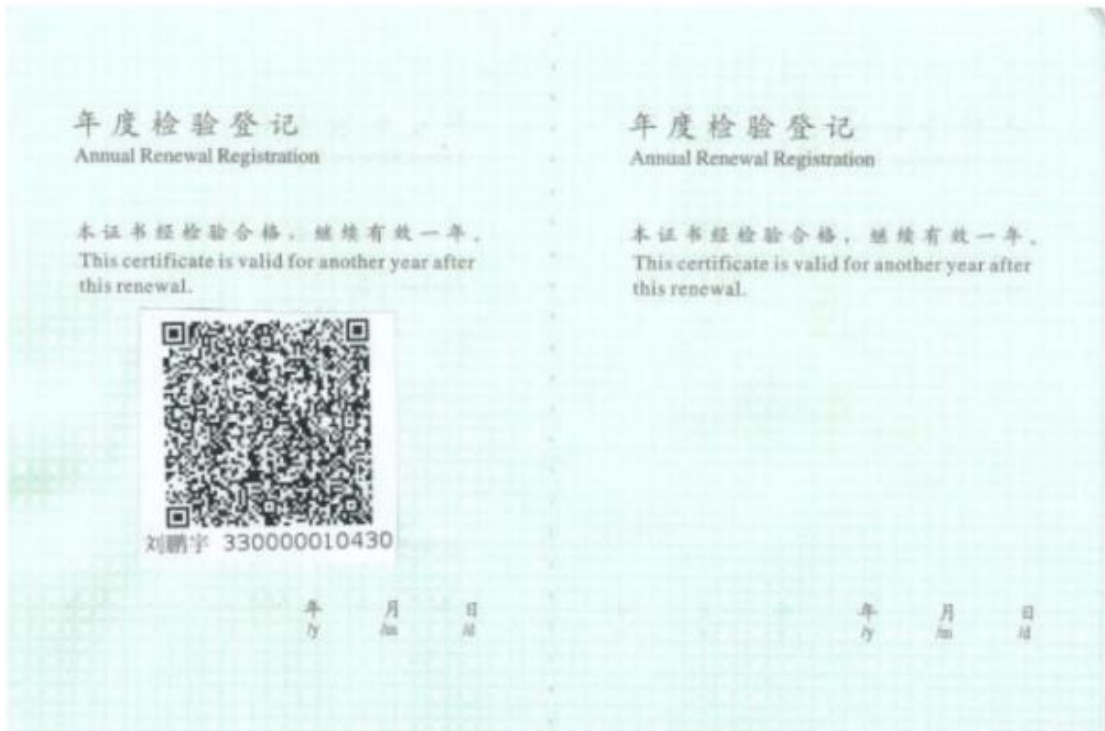 年度检验登记
Annual Renewal Registration
本证书经检验合格，继续有效一年。
This certificate is valid for another year after
this renewal.
刘鹏宇 330000010430
年 月 日
/y /m /d
年度检验登记
Annual Renewal Registration
本证书经检验合格，继续有效一年。
This certificate is valid for another year after
this renewal.
年 月 日
/y /m /d